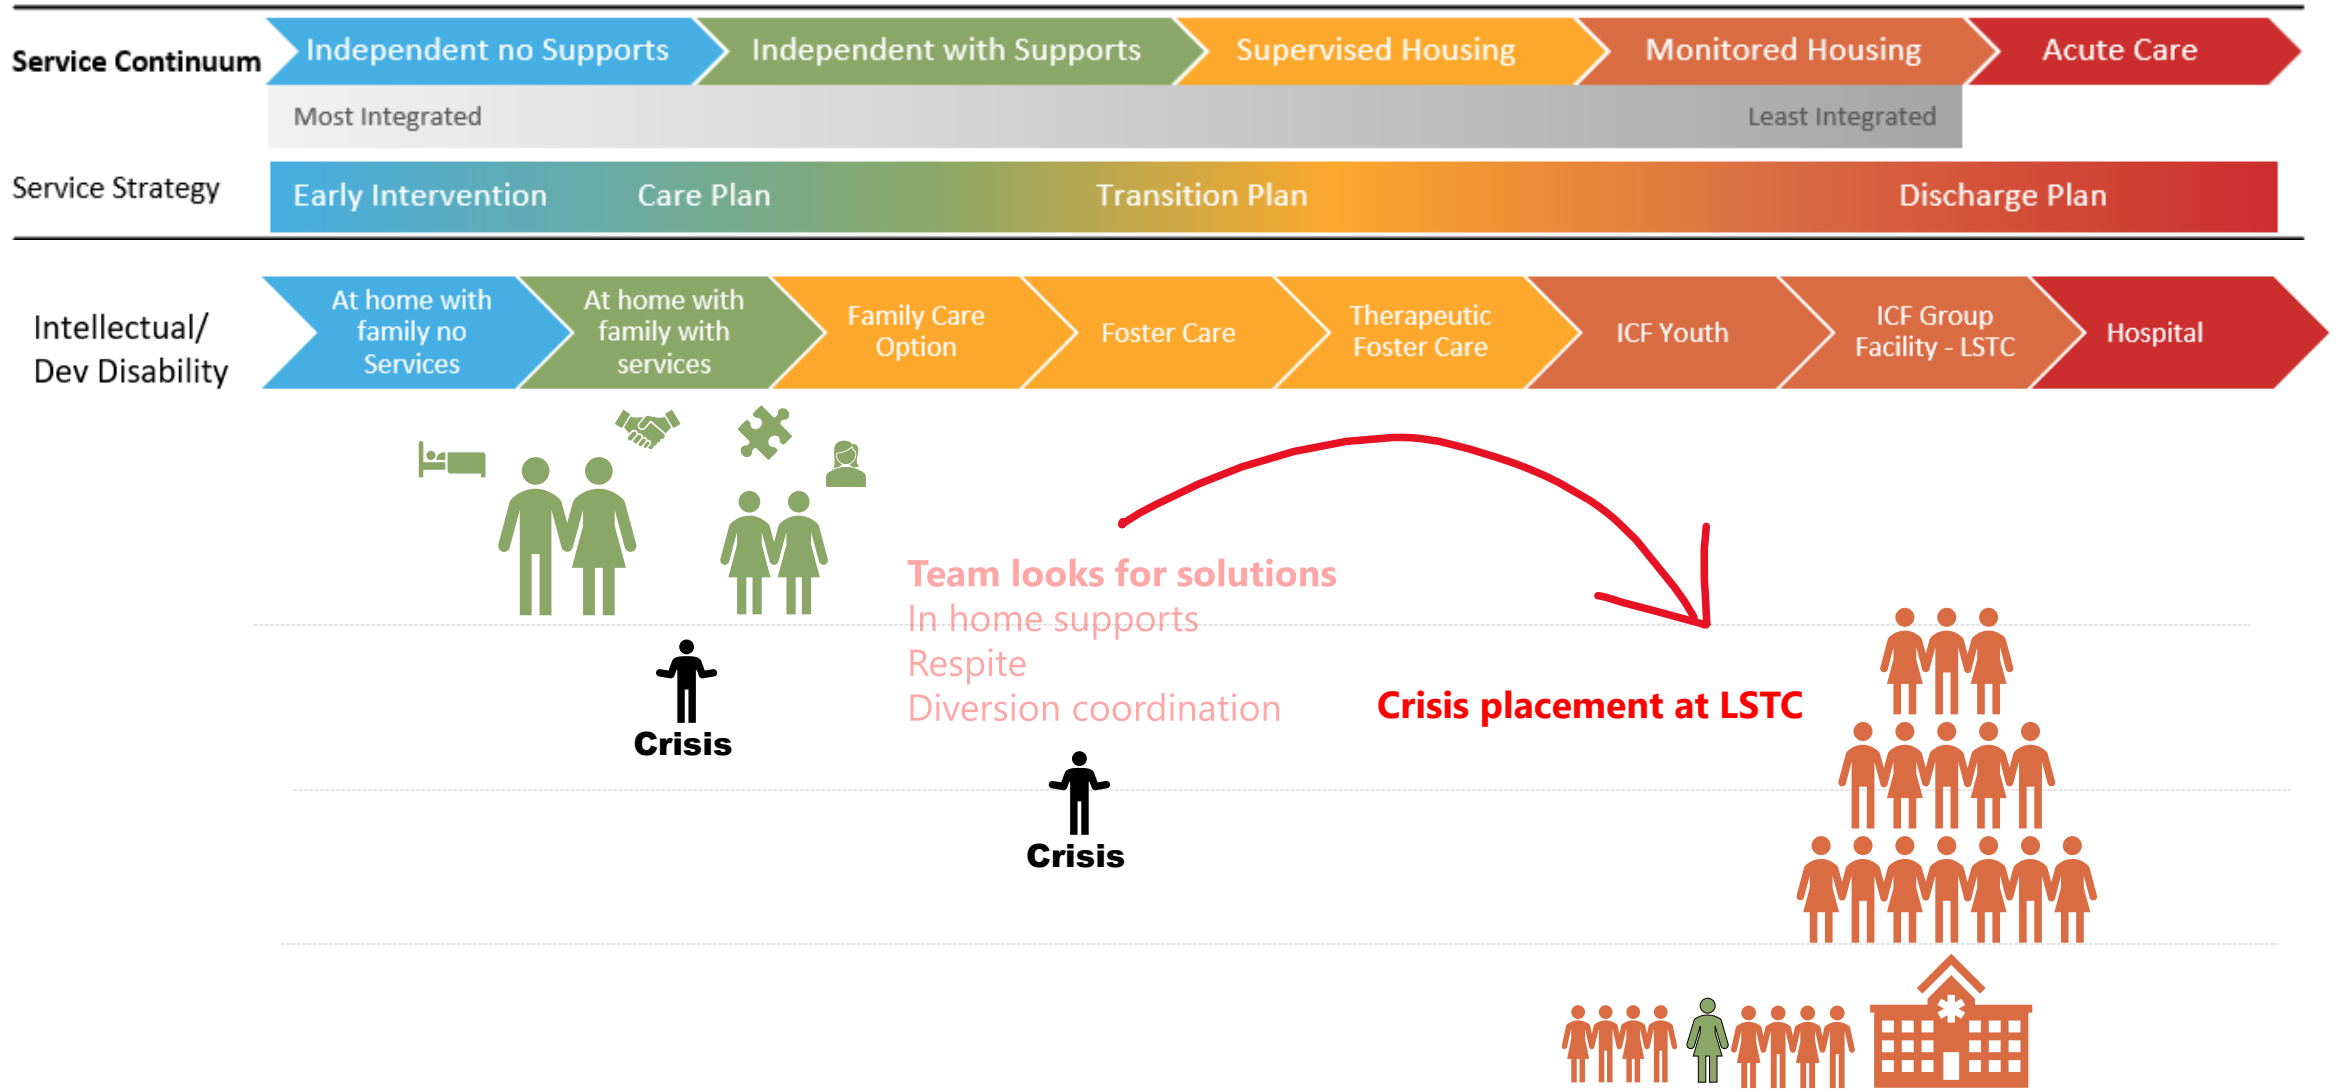 Service Continuum
Independent no Supports
Independent with Supports
Supervised Housing
Monitored Housing
Acute Care
Most Integrated
Least Integrated
Service Strategy
Early Intervention
Care Plan
Transition Plan
Discharge Plan
Intellectual/
Dev Disability
At home with
family no
Services
At home with
family with
services
Family Care
Option
Foster Care
Therapeutic
Foster Care
ICF Youth
ICF Group
Facility - LSTC
Hospital
Team looks for solutions
In home supports
Respite
Diversion coordination
Crisis
Crisis placement at LSTC
Crisis